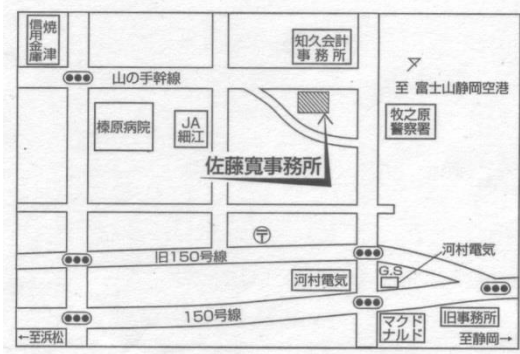 焼津
信用金庫
知久会計
事務所
山の手幹線
至 富士山静岡空港
榛原病院
JA
細江
牧之原
警察署
佐藤寛事務所
〒
旧150号線
河村電気
G.S
河村電気
150号線
マクド
ナルド
旧事務所
←至浜松
至静岡→